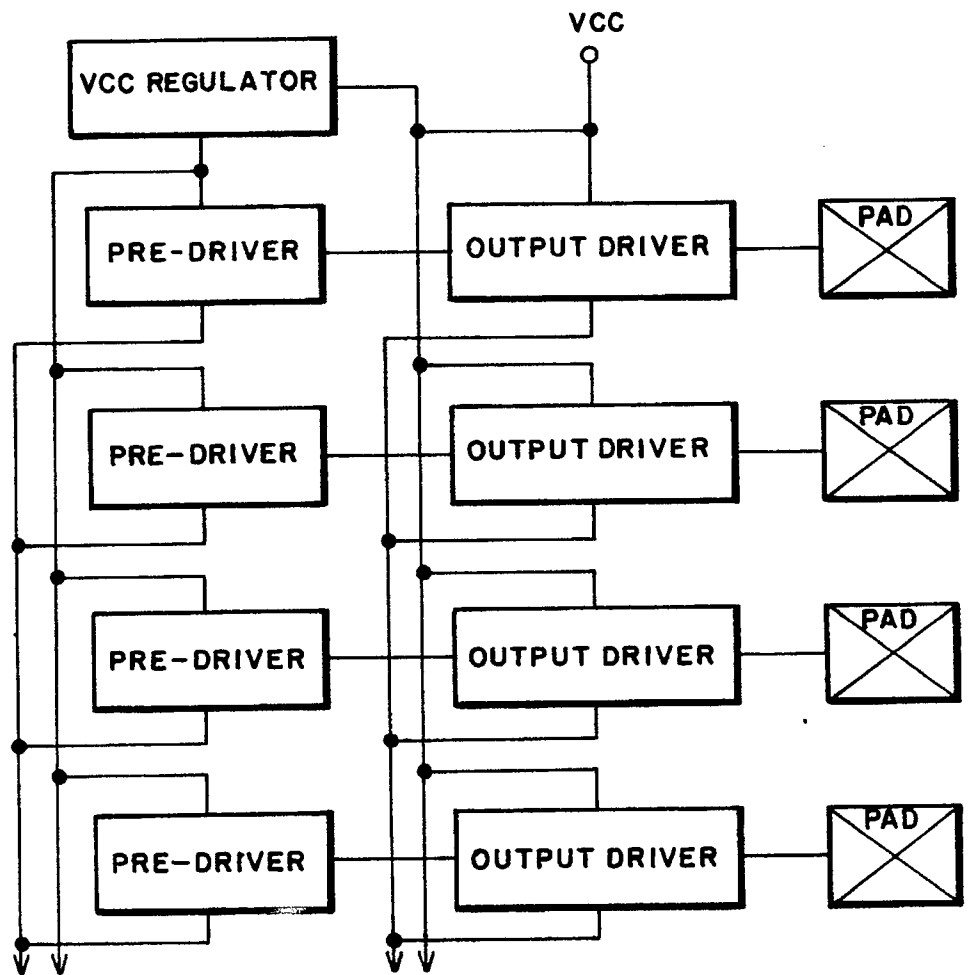 VCC
VCC REGULATOR
PRE-DRIVER
OUTPUT DRIVER
PAD
PRE-DRIVER
OUTPUT DRIVER
PAD
PRE-DRIVER
OUTPUT DRIVER
PAD
PRE-DRIVER
OUTPUT DRIVER
PAD